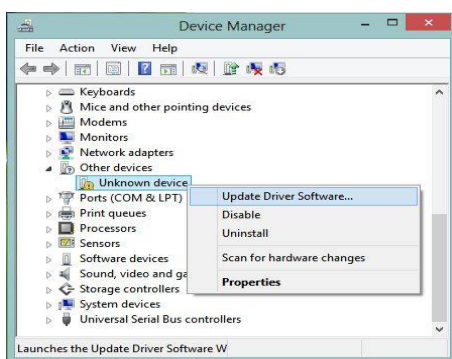 Device Manager
File Action View Help
Keyboards
Mice and other pointing devices
Modems
Monitors
Network adapters
Other devices
Unknown device
Update Driver Software...
Ports (COM & LPT)
Disable
Print queues
Uninstall
Processors
Sensors
Scan for hardware changes
Software devices
Sound, video and ga
Properties
Storage controllers
System devices
Universal Serial Bus controllers
Launches the Update Driver Software W